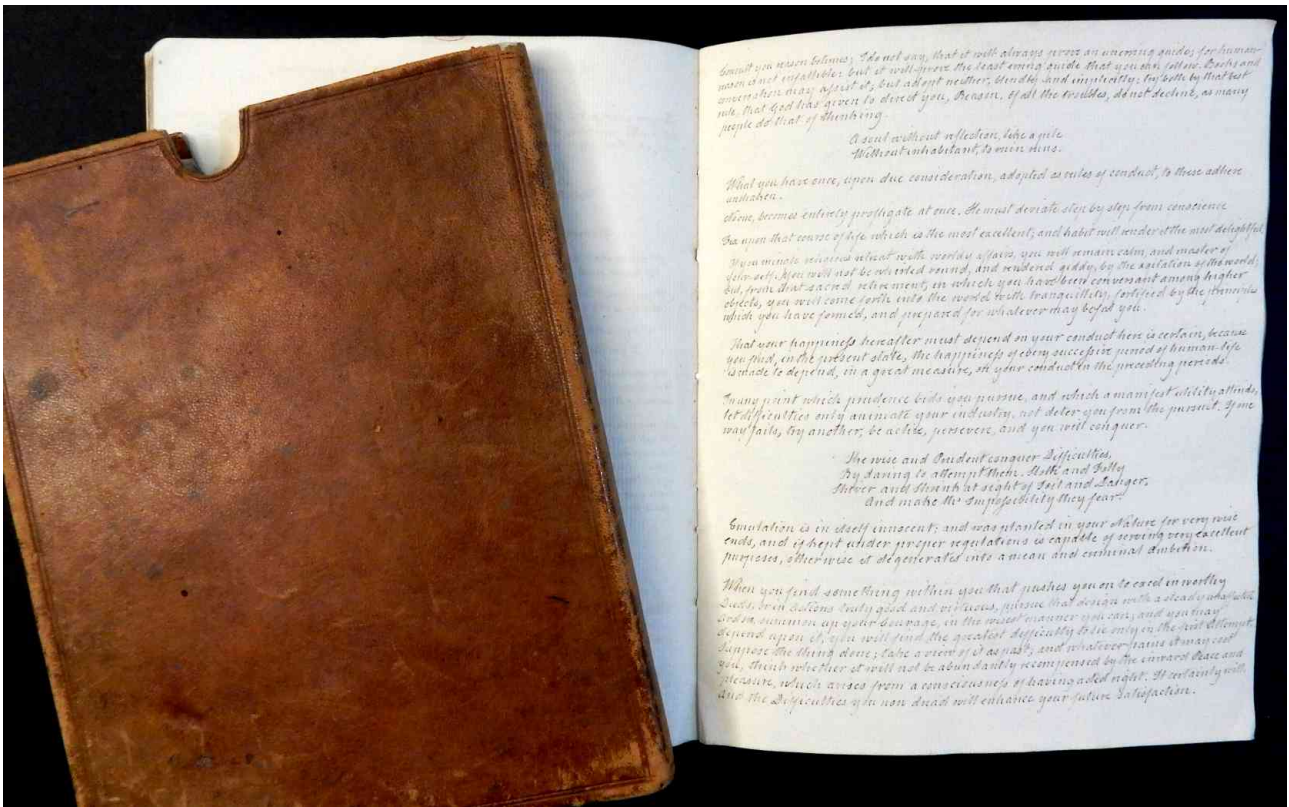 Consult your reason betimes; I do not say, that it will always prove an unerring guide; for human
reason is not infallible: but it will prove the least erring guide that you can follow. Books and
conversation may assist it, but adopt neither, blindly and implicitly; try both by that best
rule, that God has given to direct you, Reason. Of all the troubles, do not decline, as many
people do that of thinking.
A soul without reflection, like a pile
Without inhabitant, to ruin runs.
What you have once, upon due consideration, adopted as rules of conduct, to these adhere
unshaken.
None, becomes entirely profligate at once. He must deviate step by step from conscience
Fix upon that course of life which is the most excellent; and habit will render it the most delightful.
If you mingle religious retreat with worldly affairs, you will remain calm, and master of
your self. You will not be whirled round, and rendered giddy, by the agitation of the world;
but, from that sacred retirement, in which you have been conversant among higher
objects, you will come forth into the world with tranquillity, fortified by the principles
which you have formed, and prepared for whatever may befal you.
That your happiness hereafter must depend on your conduct here is certain, because
you find, in the present state, the happiness of every successive period of human life
is made to depend, in a great measure, on your conduct in the preceding periods.
In any point which prudence bids you pursue, and which a manifest utility attends,
let difficulties only animate your industry, not deter you from the pursuit. If one
way fails, try another; be active, persevere, and you will conquer.
The wise and Prudent conquer Difficulties,
By daring to attempt them. Sloth and Folly
Shiver and Shrink at sight of Toil and Danger,
And make th' Impossibility they fear.
Emulation is in itself innocent; and was planted in your Nature for very wise
ends, and if kept under proper regulations is capable of serving very excellent
purposes, otherwise it degenerates into a mean and criminal Ambition.
When you find something within you that pushes you on to excel in worthy
Deeds, or in Actions truly good and virtuous, pursue that design with a steady
summon up your Courage, in the wisest manner you can; and you may
depend upon it, you will find the greatest difficulty to lie only in the first Attempt.
Suppose the thing done; take a view of it as past; and whatever pains it may cost
you, think whether it will not be abundantly recompensed by the inward Peace and
pleasure, which arises from a consciousness of having acted right. It certainly will,
and the Difficulties you now dread will enhance your future Satisfaction.